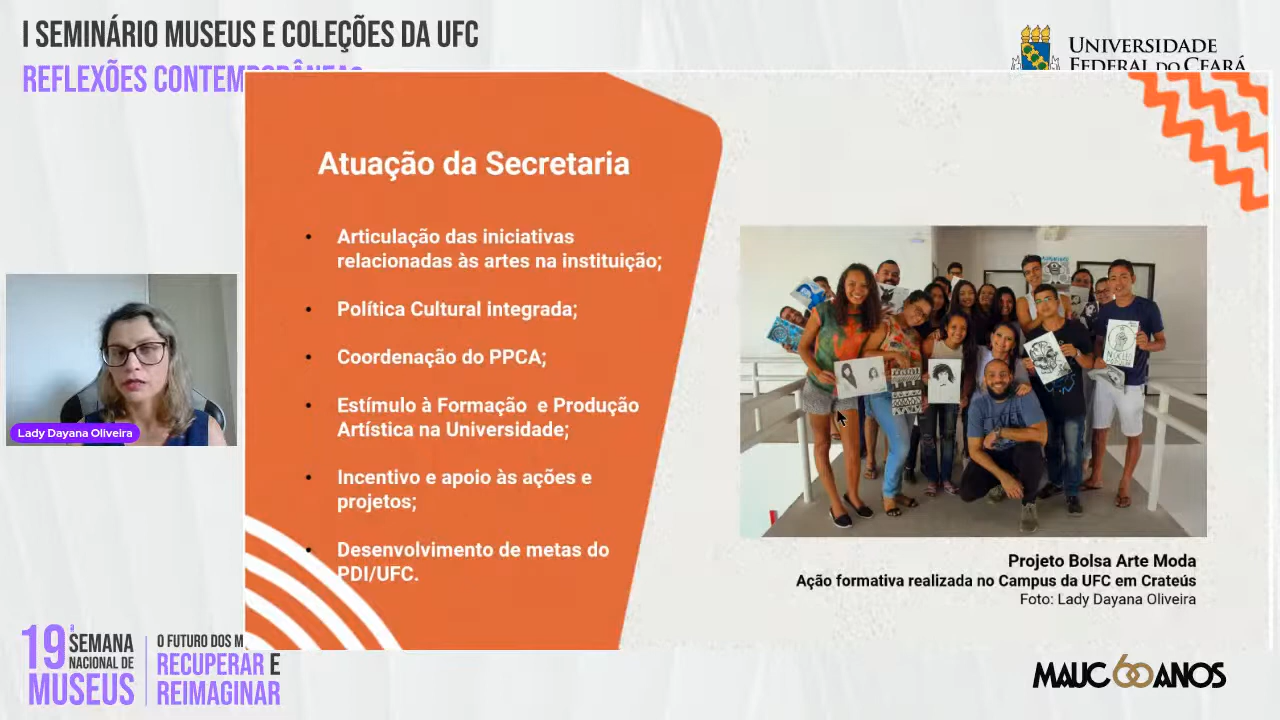 I SEMINÁRIO MUSEUS E COLEÇÕES DA UFC
REFLEXÕES CONTEMPORÂNEAS
UNIVERSIDADE
FEDERAL DO CEARÁ
Atuação da Secretaria
• Articulação das iniciativas
relacionadas às artes na instituição;
• Política Cultural integrada;
• Coordenação do PPCA;
• Estímulo à Formação e Produção
Artística na Universidade;
• Incentivo e apoio às ações e
projetos;
• Desenvolvimento de metas do
PDI/UFC.
Lady Dayana Oliveira
Projeto Bolsa Arte Moda
Ação formativa realizada no Campus da UFC em Crateús
Foto: Lady Dayana Oliveira
19ª SEMANA
NACIONAL DE
MUSEUS
O FUTURO DOS M
RECUPERAR E
REIMAGINAR
MAUC 60 ANOS